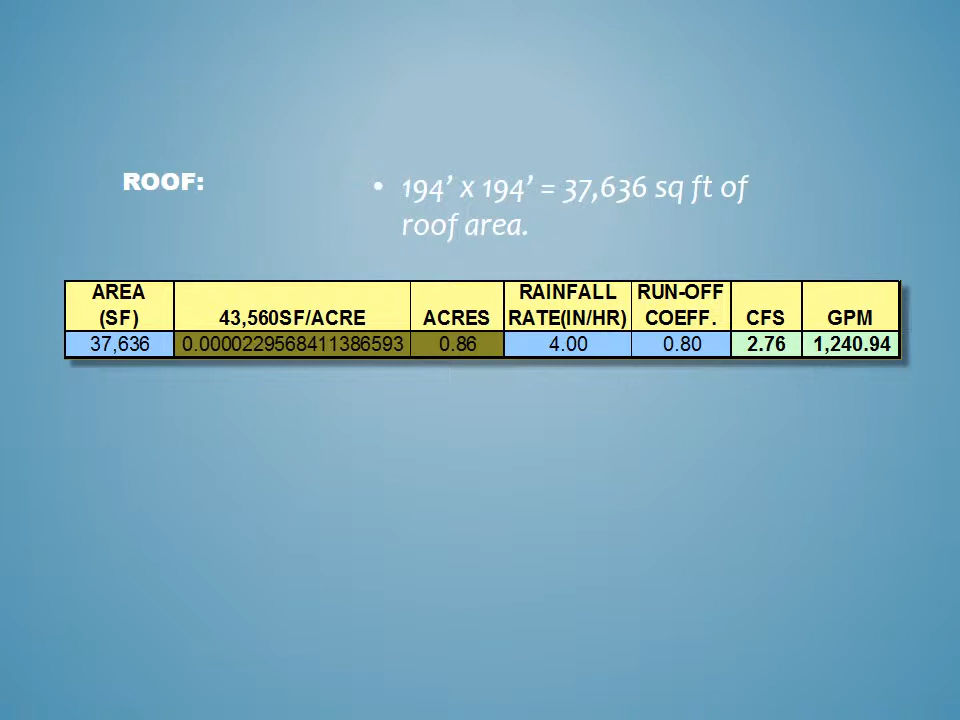 ROOF:
• 194’ x 194’ = 37,636 sq ft of
roof area.
AREA (SF) 43,560SF/ACRE ACRES RAINFALL RATE(IN/HR) RUN-OFF COEFF. CFS GPM
37,636 0.0000229568411386593 0.86 4.00 0.80 2.76 1,240.94